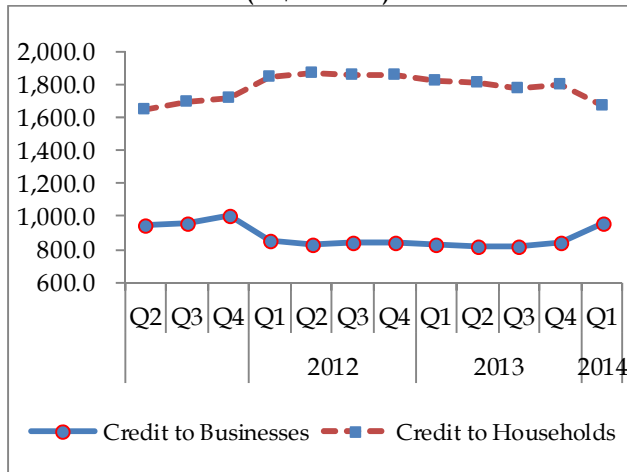 2,000.0
1,800.0
1,600.0
1,400.0
1,200.0
1,000.0
800.0
600.0
Q2 Q3 Q4 Q1 Q2 Q3 Q4 Q1 Q2 Q3 Q4 Q1
2012 2013 2014
Credit to Businesses Credit to Households